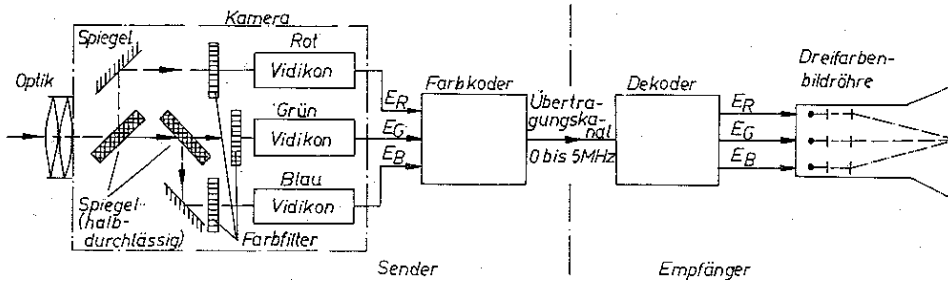 Kamera
Spiegel
Rot
Vidikon
Optik
Grün
Vidikon
Blau
Vidikon
Spiegel
(halb-
durchlässig)
Farbfilter
E_R
E_G
E_B
Farbkoder
Übertra-
gungska-
nal
0 bis 5MHz
Dekoder
E_R
E_G
E_B
Dreifarben-
bildröhre
Sender
Empfänger